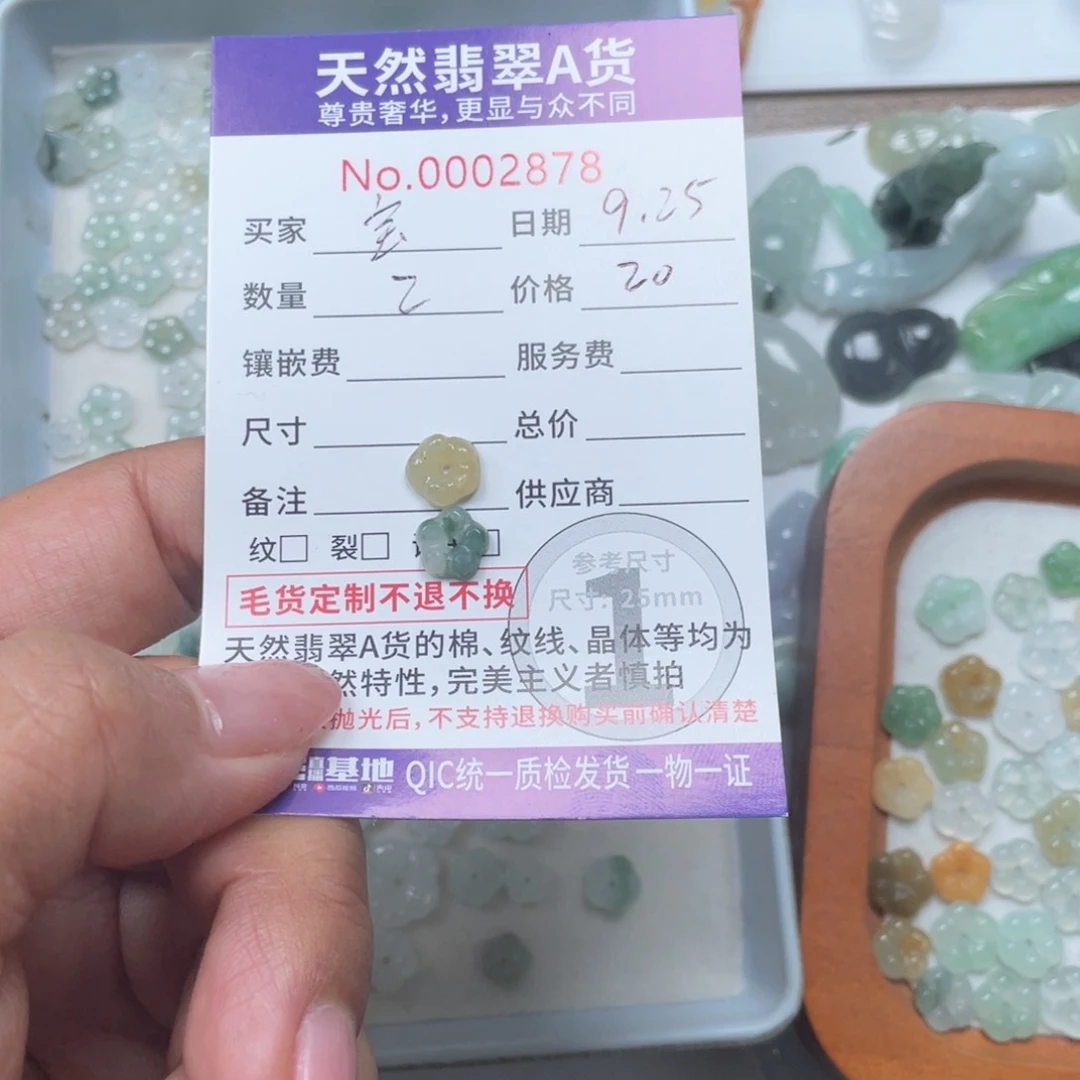 天然翡翠A货
尊贵奢华,更显与众不同
No.0002878
买家 宝 日期 9.25
数量 2 价格 20
镶嵌费 服务费
尺寸 总价
备注 供应商
纹□ 裂□ □
参考尺寸
毛货定制不退不换 尺寸: 25mm
1
天然翡翠A货的棉、纹线、晶体等均为
然特性,完美主义者慎拍
抛光后,不支持退换购买前确认清楚
基地 QIC统一质检发货一物一证